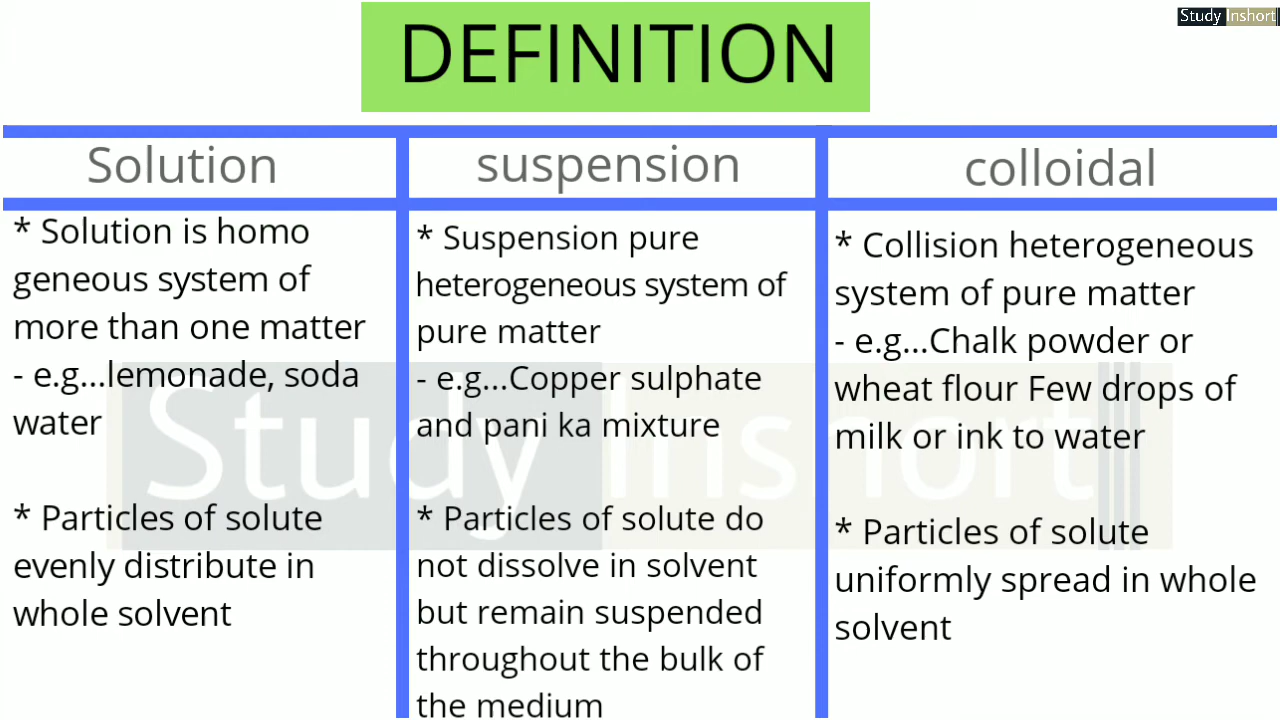 Study Inshort
DEFINITION
Solution
* Solution is homo
geneous system of
more than one matter
- e.g...lemonade, soda
water
* Particles of solute
evenly distribute in
whole solvent
suspension
* Suspension pure
heterogeneous system of
pure matter
- e.g...Copper sulphate
and pani ka mixture
* Particles of solute do
not dissolve in solvent
but remain suspended
throughout the bulk of
the medium
colloidal
* Collision heterogeneous
system of pure matter
- e.g...Chalk powder or
wheat flour Few drops of
milk or ink to water
* Particles of solute
uniformly spread in whole
solvent
Study Inshort